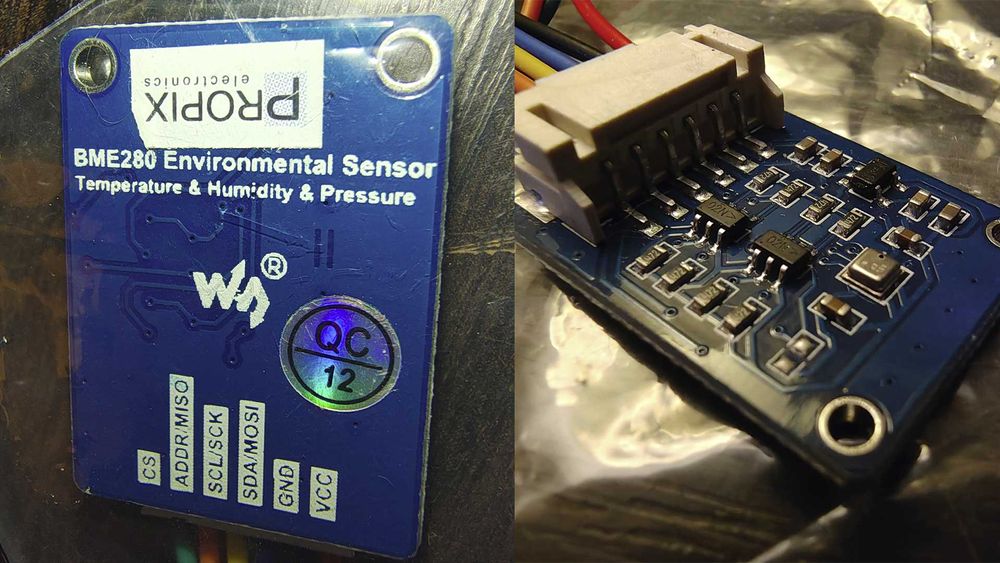 PROPIX
electronics
BME280 Environmental Sensor
Temperature & Humidity & Pressure
®
QC
12
CS
ADDR/MISO
SCL/SCK
SDA/MOSI
GND
VCC